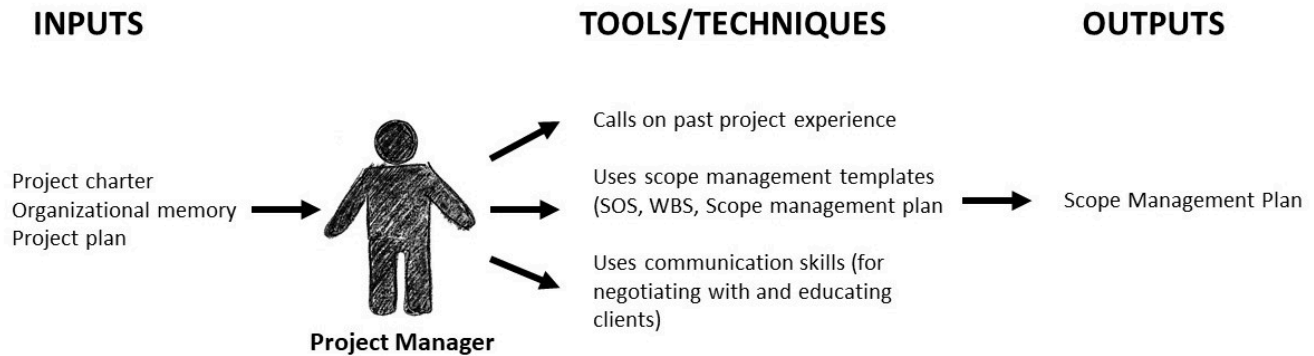 INPUTS
TOOLS/TECHNIQUES
OUTPUTS
Project charter
Organizational memory
Project plan
Project Manager
Calls on past project experience
Uses scope management templates
(SOS, WBS, Scope management plan
Uses communication skills (for
negotiating with and educating
clients)
Scope Management Plan